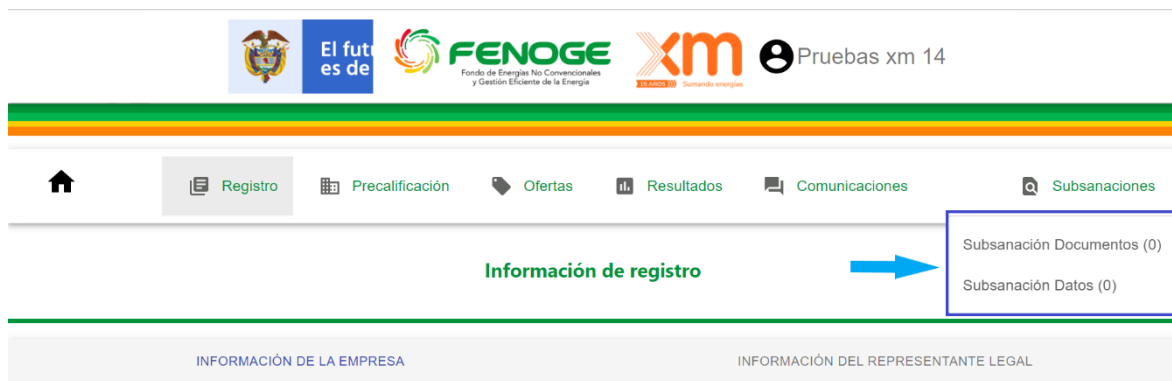 El futu
es de
FENOGE
Fondo de Energías No Convencionales
y Gestión Eficiente de la Energía
xm
15 AÑOS
Sumando energías
Pruebas xm 14
Registro
Precalificación
Ofertas
Resultados
Comunicaciones
Subsanaciones
Subsanación Documentos (0)
Subsanación Datos (0)
Información de registro
INFORMACIÓN DE LA EMPRESA
INFORMACIÓN DEL REPRESENTANTE LEGAL